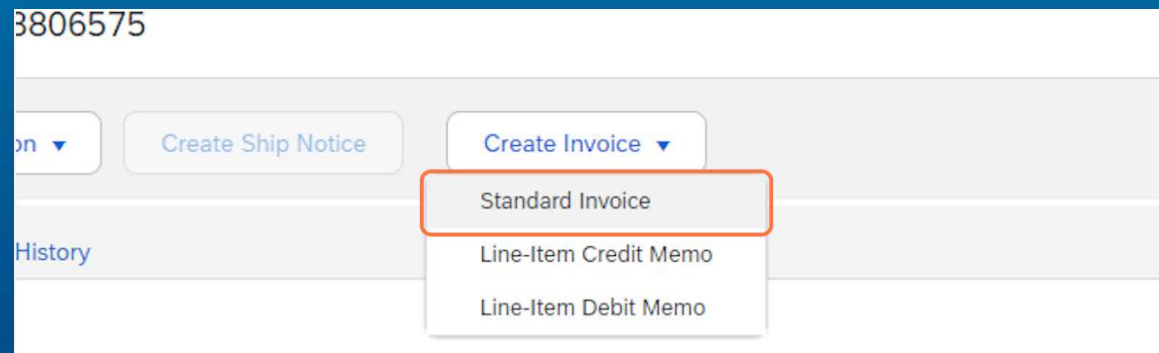 3806575
on ▼ Create Ship Notice Create Invoice ▼
Standard Invoice
History
Line-Item Credit Memo
Line-Item Debit Memo